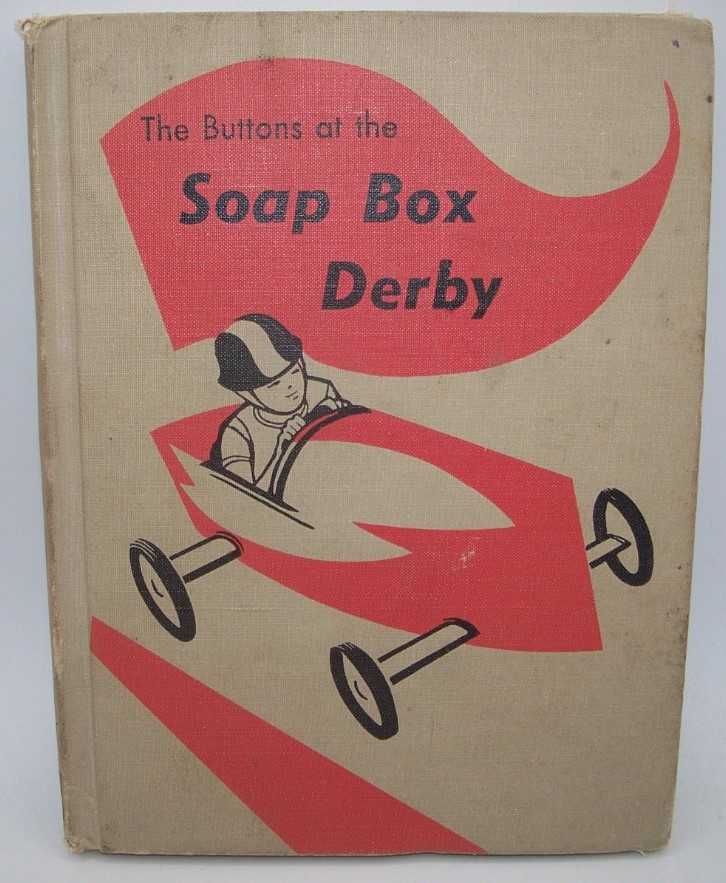 The Buttons at the
Soap Box
Derby